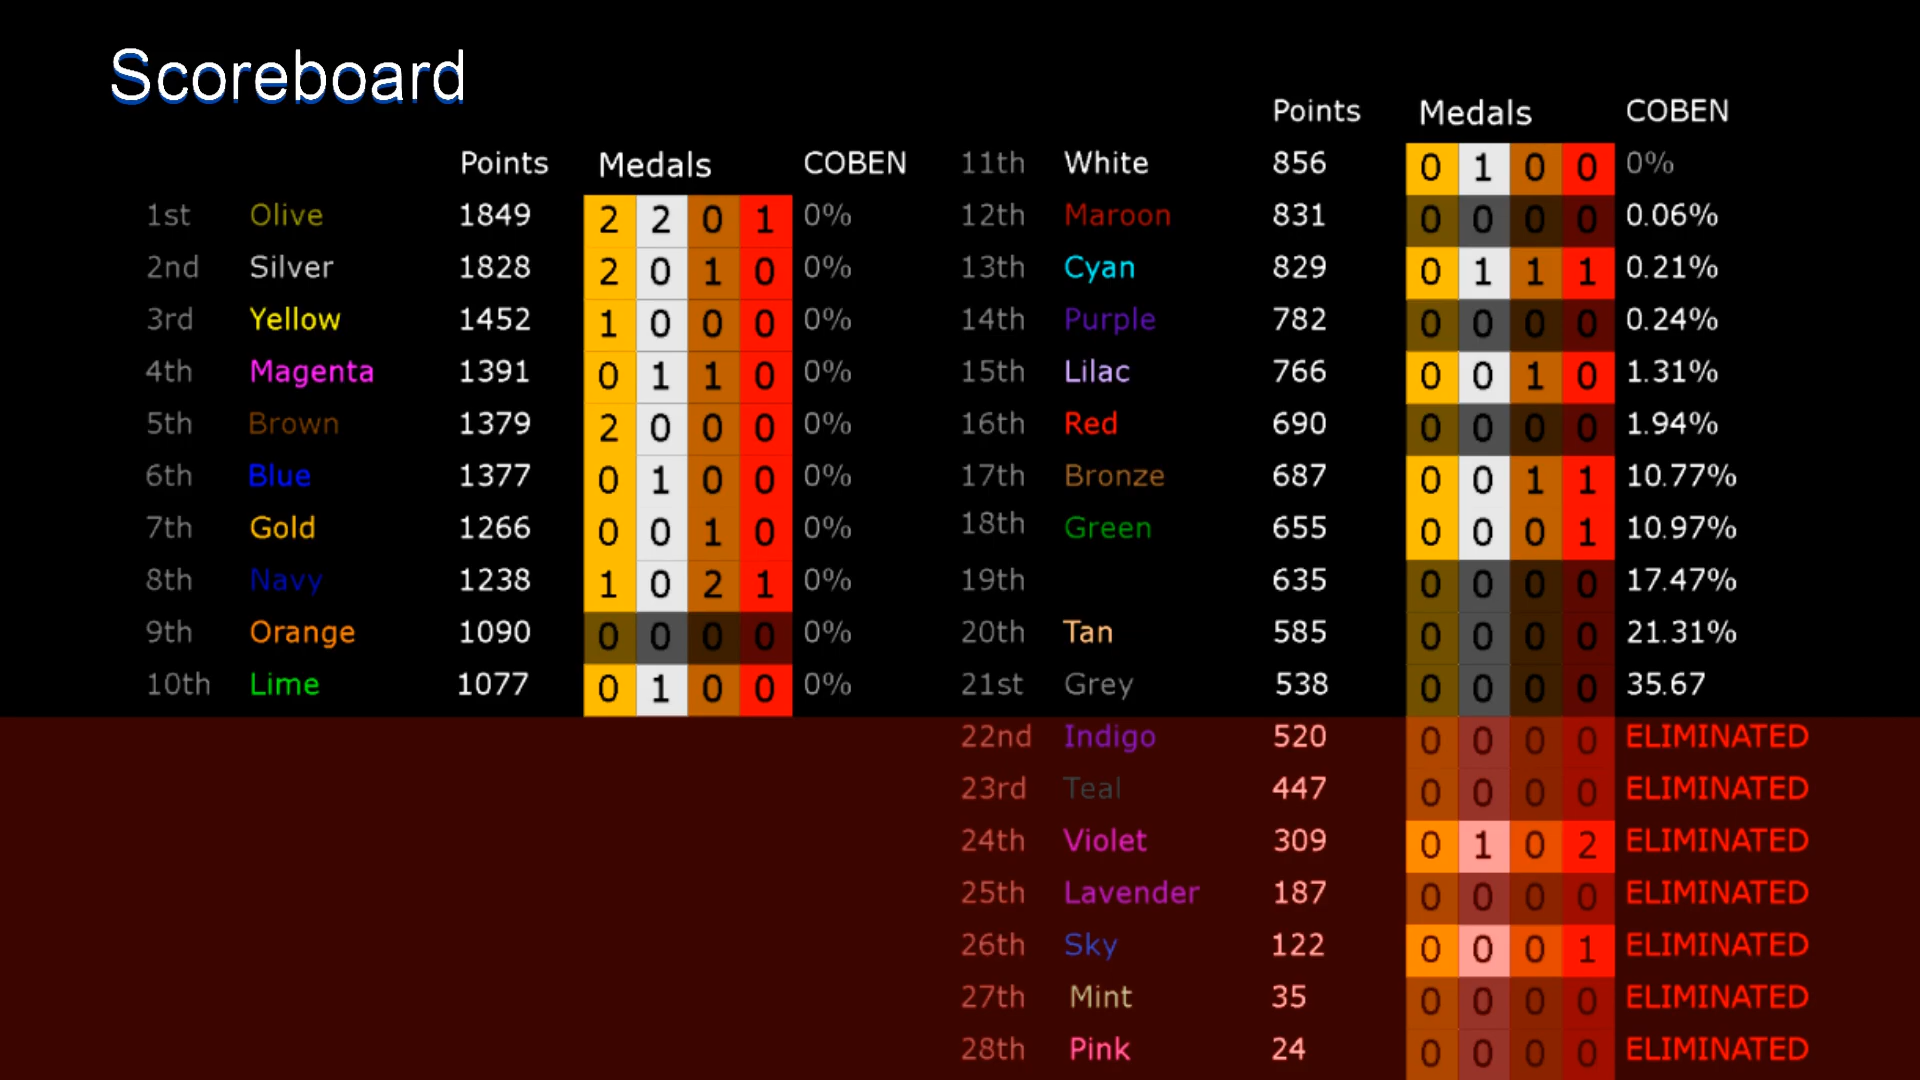 Scoreboard
Points Medals COBEN
1st Olive 1849 2 2 0 1 0%
2nd Silver 1828 2 0 1 0 0%
3rd Yellow 1452 1 0 0 0 0%
4th Magenta 1391 0 1 1 0 0%
5th Brown 1379 2 0 0 0 0%
6th Blue 1377 0 1 0 0 0%
7th Gold 1266 0 0 1 0 0%
8th Navy 1238 1 0 2 1 0%
9th Orange 1090 0 0 0 0 0%
10th Lime 1077 0 1 0 0 0%
Points Medals COBEN
11th White 856 0 1 0 0 0%
12th Maroon 831 0 0 0 0 0.06%
13th Cyan 829 0 1 1 1 0.21%
14th Purple 782 0 0 0 0 0.24%
15th Lilac 766 0 0 1 0 1.31%
16th Red 690 0 0 0 0 1.94%
17th Bronze 687 0 0 1 1 10.77%
18th Green 655 0 0 0 1 10.97%
19th 635 0 0 0 0 17.47%
20th Tan 585 0 0 0 0 21.31%
21st Grey 538 0 0 0 0 35.67
22nd Indigo 520 0 0 0 0 ELIMINATED
23rd Teal 447 0 0 0 0 ELIMINATED
24th Violet 309 0 1 0 2 ELIMINATED
25th Lavender 187 0 0 0 0 ELIMINATED
26th Sky 122 0 0 0 1 ELIMINATED
27th Mint 35 0 0 0 0 ELIMINATED
28th Pink 24 0 0 0 0 ELIMINATED